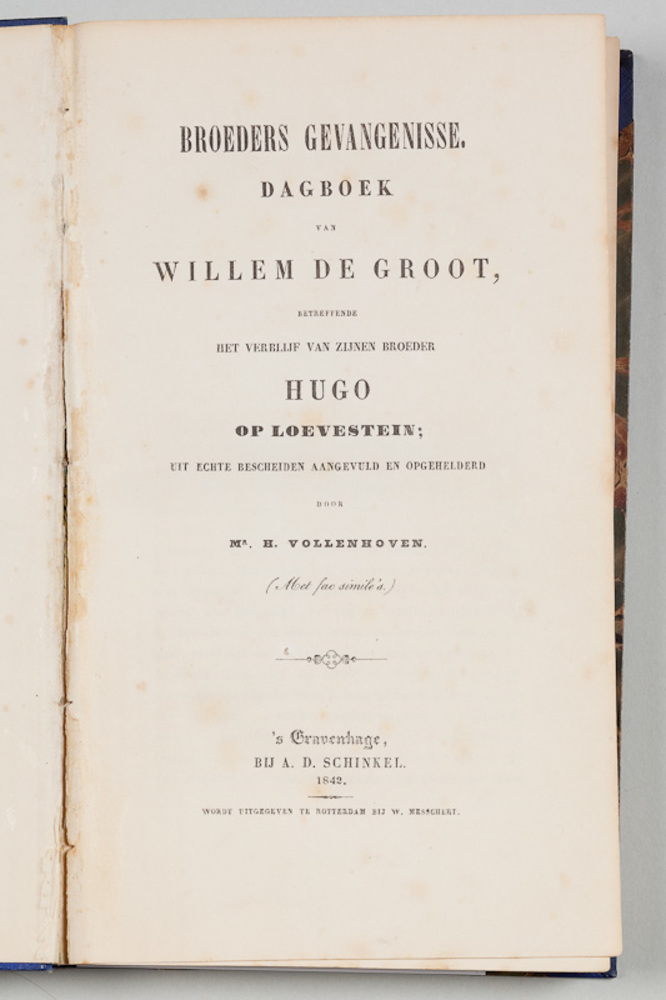 BROEDERS GEVANGENISSE.
DAGBOEK
VAN
WILLEM DE GROOT,
BETREFFENDE
HET VERBLIJF VAN ZIJNEN BROEDER
HUGO
OP LOEVESTEIN;
UIT ECHTE BESCHEIDEN AANGEVULD EN OPGEHELDERD
DOOR
Mr. H. VOLLENHOVEN.
(Met fac simile's.)
's Gravenhage,
BIJ A. D. SCHINKEL.
1842.
WORDT UITGEGEVEN TE ROTTERDAM BIJ W. MESSCHERT.